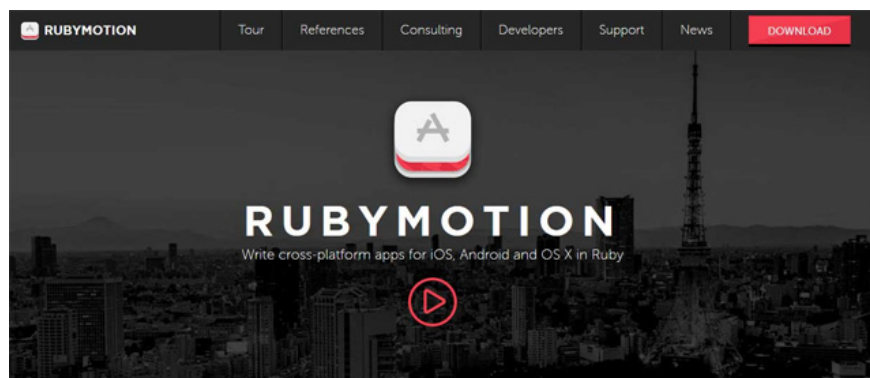 RUBYMOTION Tour References Consulting Developers Support News DOWNLOAD
RUBYMOTION
Write cross-platform apps for iOS, Android and OS X in Ruby